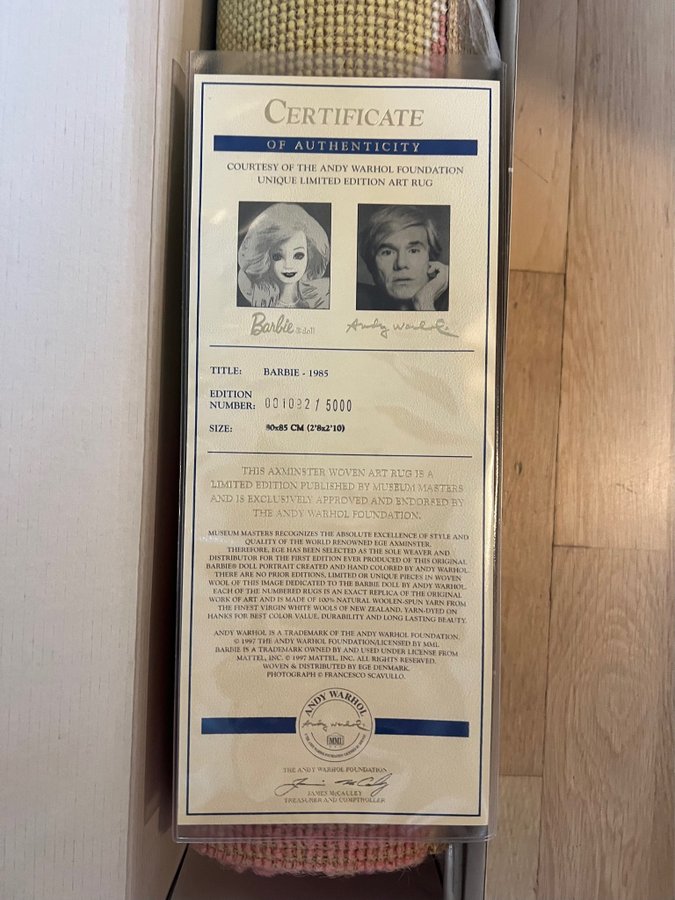 CERTIFICATE
OF AUTHENTICITY
COURTESY OF THE ANDY WARHOL FOUNDATION
UNIQUE LIMITED EDITION ART RUG
Barbie ® doll
Andy Warhol
TITLE: BARBIE - 1985
EDITION
NUMBER: 001092 / 5000
SIZE: 80x85 CM (2'8x2'10)
THIS AXMINSTER WOVEN ART RUG IS A
LIMITED EDITION PUBLISHED BY MUSEUM MASTERS
AND IS EXCLUSIVELY APPROVED AND ENDORSED BY
THE ANDY WARHOL FOUNDATION.
MUSEUM MASTERS RECOGNIZES THE ABSOLUTE EXCELLENCE OF STYLE AND
QUALITY OF THE WORLD RENOWNED EGE AXMINSTER.
THEREFORE, EGE HAS BEEN SELECTED AS THE SOLE WEAVER AND
DISTRIBUTOR FOR THE FIRST EDITION EVER PRODUCED OF THIS ORIGINAL
BARBIE® DOLL PORTRAIT CREATED AND HAND COLORED BY ANDY WARHOL.
THERE ARE NO PRIOR EDITIONS, LIMITED OR UNIQUE PIECES IN WOVEN
WOOL OF THIS IMAGE DEDICATED TO THE BARBIE DOLL BY ANDY WARHOL.
EACH OF THE NUMBERED RUGS IS AN EXACT REPLICA OF THE ORIGINAL
WORK OF ART AND IS MADE OF 100% NATURAL WOOLEN-SPUN YARN FROM
THE FINEST VIRGIN WHITE WOOLS OF NEW ZEALAND, YARN-DYED ON
HANKS FOR BEST COLOR VALUE, DURABILITY AND LONG LASTING BEAUTY.
ANDY WARHOL IS A TRADEMARK OF THE ANDY WARHOL FOUNDATION.
© 1997 THE ANDY WARHOL FOUNDATION/LICENSED BY MMI.
BARBIE IS A TRADEMARK OWNED BY AND USED UNDER LICENSE FROM
MATTEL, INC. © 1997 MATTEL, INC. ALL RIGHTS RESERVED.
WOVEN & DISTRIBUTED BY EGE DENMARK.
PHOTOGRAPH © FRANCESCO SCAVULLO.
ANDY WARHOL
Andy Warhol
MMI
THE ANDY WARHOL FOUNDATION
JAMES McCAULEY
TREASURER AND COMPTROLLER